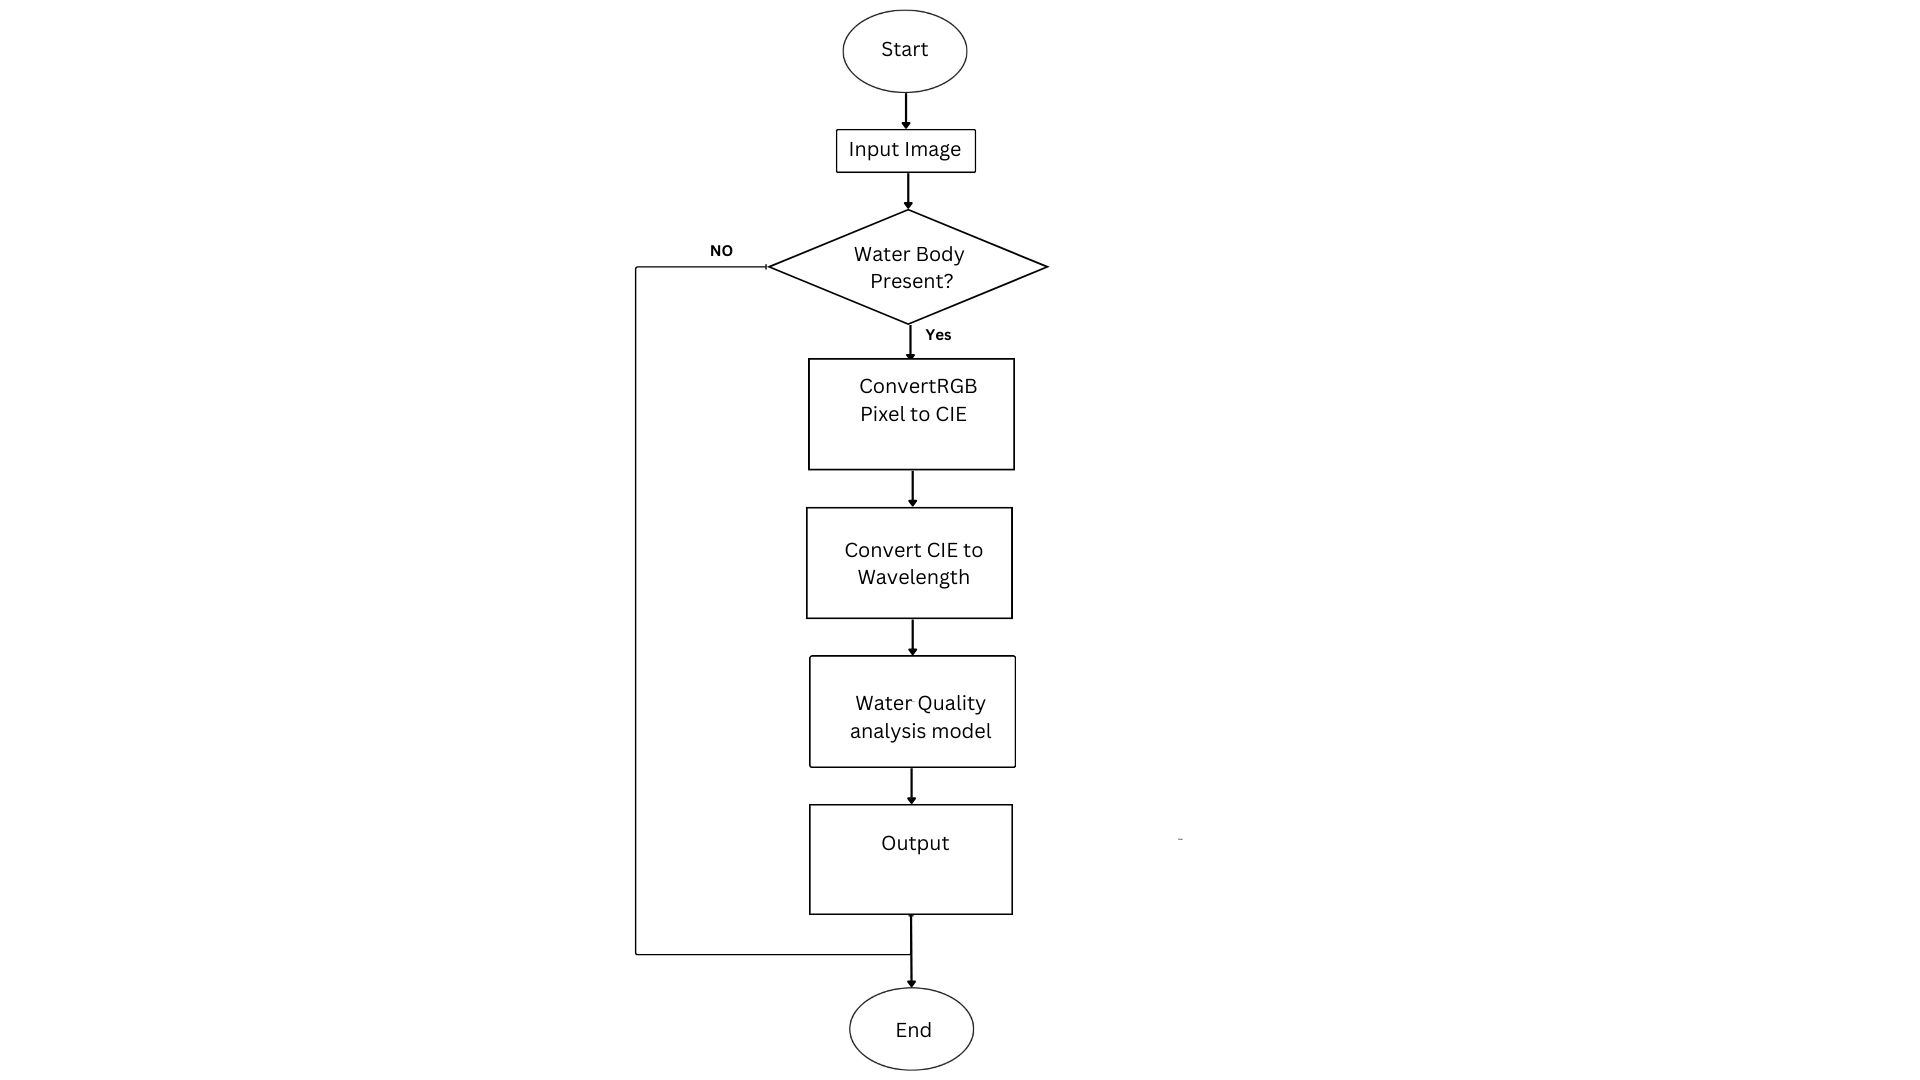 Start
Input Image
NO
Water Body
Present?
Yes
ConvertRGB
Pixel to CIE
Convert CIE to
Wavelength
Water Quality
analysis model
Output
End